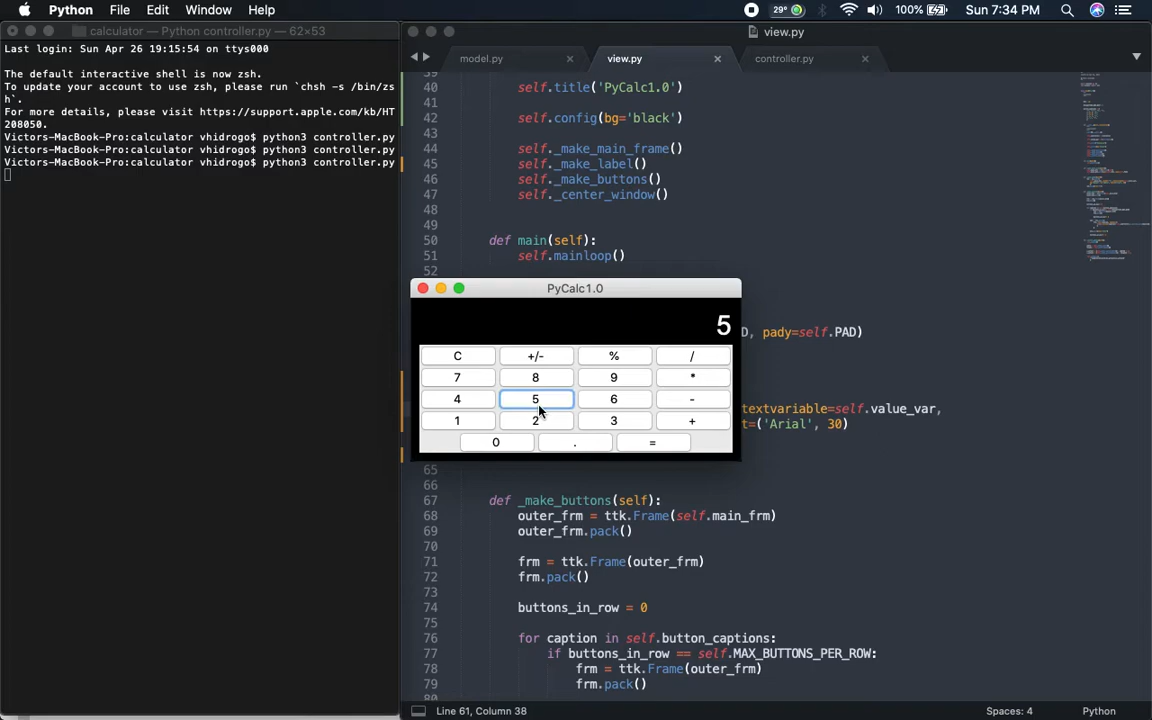 Python File Edit Window Help 29° 100% Sun 7:34 PM
calculator — Python controller.py — 62×53
Last login: Sun Apr 26 19:15:54 on ttys000
The default interactive shell is now zsh.
To update your account to use zsh, please run `chsh -s /bin/zs
h`.
For more details, please visit https://support.apple.com/kb/HT
208050.
Victors-MacBook-Pro:calculator vhidrogo$ python3 controller.py
Victors-MacBook-Pro:calculator vhidrogo$ python3 controller.py
Victors-MacBook-Pro:calculator vhidrogo$ python3 controller.py
view.py
model.py × view.py × controller.py ×
39
40 self.title('PyCalc1.0')
41
42 self.config(bg='black')
43
44 self._make_main_frame()
45 self._make_label()
46 self._make_buttons()
47 self._center_window()
48
49
50 def main(self):
51 self.mainloop()
52
PyCalc1.0
5
C +/- % /
7 8 9 *
4 5 6 -
1 2 3 +
0 . =
D, pady=self.PAD)
textvariable=self.value_var,
t=('Arial', 30)
65
66
67 def _make_buttons(self):
68 outer_frm = ttk.Frame(self.main_frm)
69 outer_frm.pack()
70
71 frm = ttk.Frame(outer_frm)
72 frm.pack()
73
74 buttons_in_row = 0
75
76 for caption in self.button_captions:
77 if buttons_in_row == self.MAX_BUTTONS_PER_ROW:
78 frm = ttk.Frame(outer_frm)
79 frm.pack()
80
Line 61, Column 38 Spaces: 4 Python